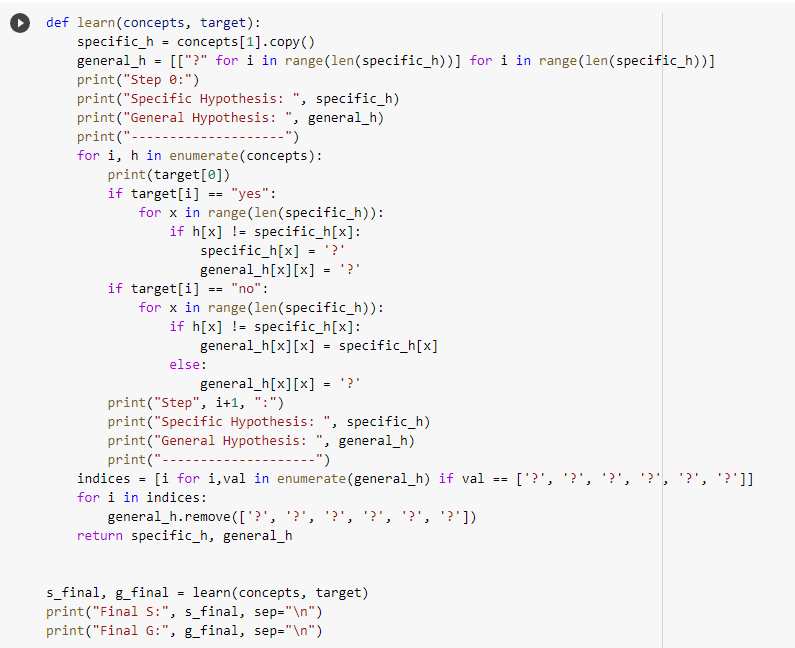 def learn(concepts, target):
    specific_h = concepts[1].copy()
    general_h = [["?" for i in range(len(specific_h))] for i in range(len(specific_h))]
    print("Step 0:")
    print("Specific Hypothesis: ", specific_h)
    print("General Hypothesis: ", general_h)
    print("--------------------")
    for i, h in enumerate(concepts):
        print(target[0])
        if target[i] == "yes":
            for x in range(len(specific_h)):
                if h[x] != specific_h[x]:
                    specific_h[x] = '?'
                    general_h[x][x] = '?'
        if target[i] == "no":
            for x in range(len(specific_h)):
                if h[x] != specific_h[x]:
                    general_h[x][x] = specific_h[x]
                else:
                    general_h[x][x] = '?'
        print("Step", i+1, ":")
        print("Specific Hypothesis: ", specific_h)
        print("General Hypothesis: ", general_h)
        print("--------------------")
    indices = [i for i,val in enumerate(general_h) if val == ['?', '?', '?', '?', '?', '?']]
    for i in indices:
        general_h.remove(['?', '?', '?', '?', '?', '?'])
    return specific_h, general_h
s_final, g_final = learn(concepts, target)
print("Final S:", s_final, sep="\n")
print("Final G:", g_final, sep="\n")